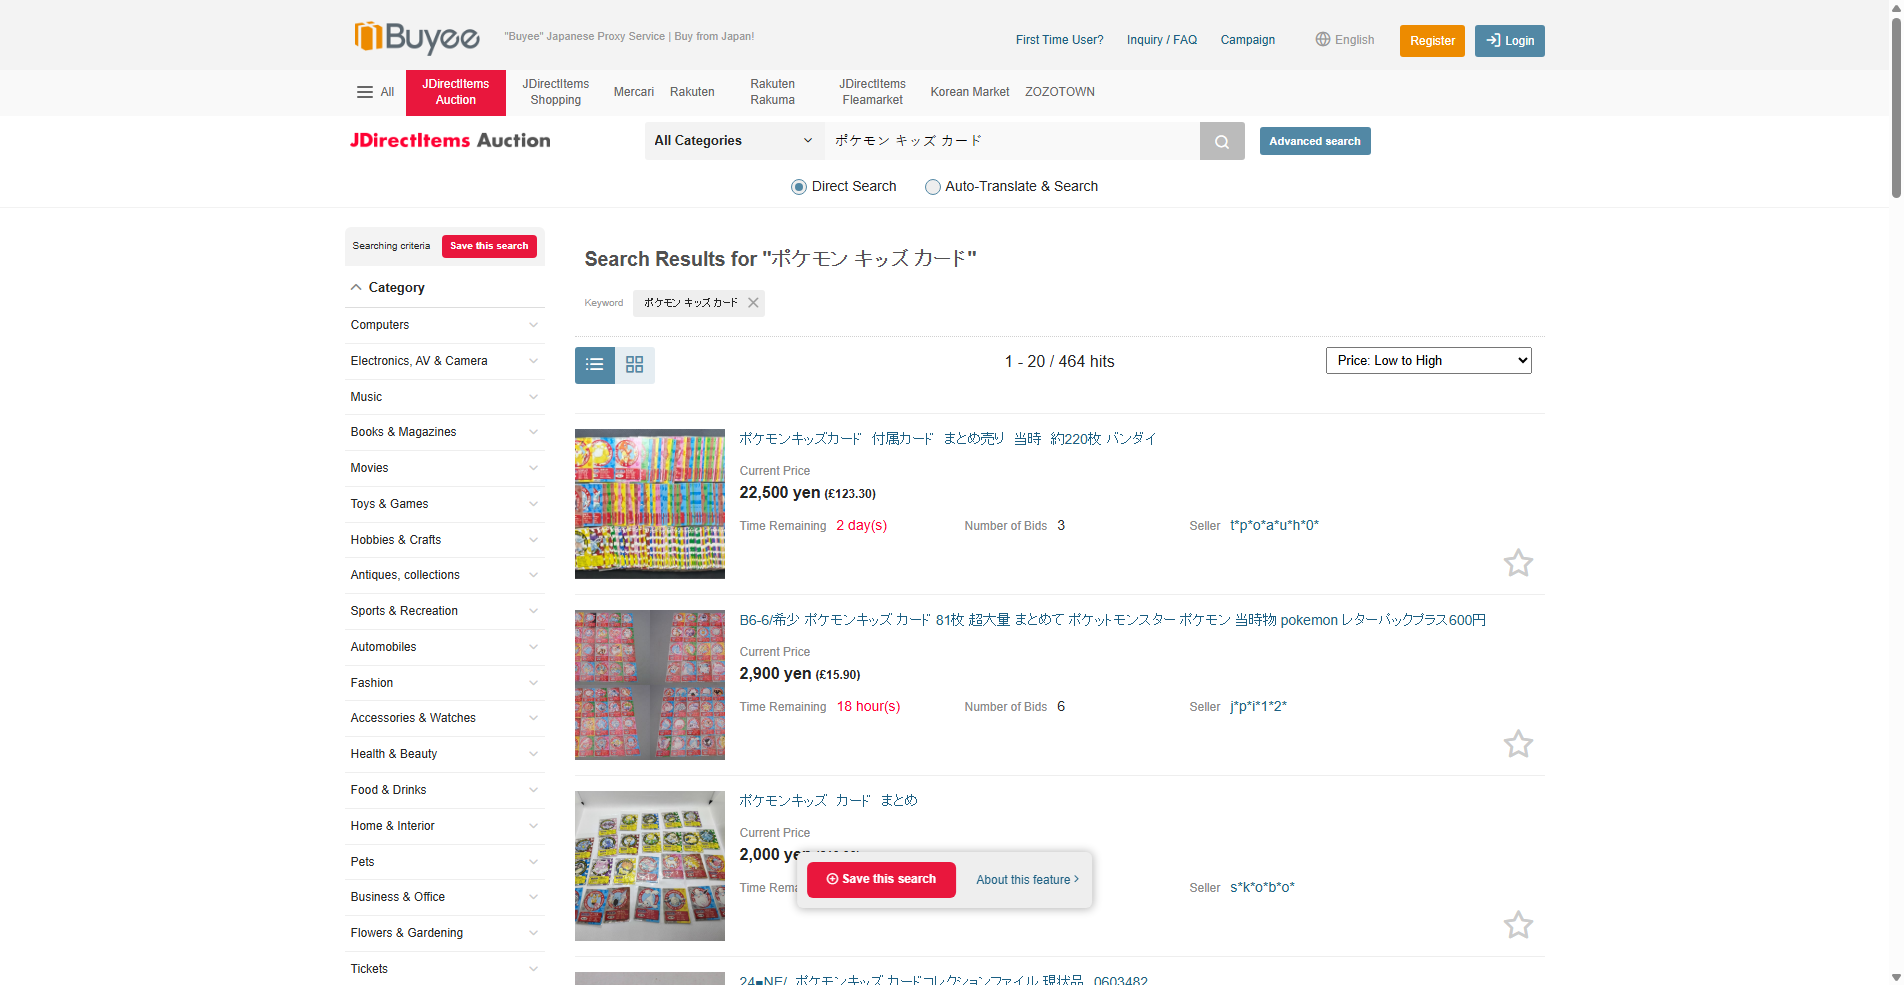 Buyee
"Buyee" Japanese Proxy Service | Buy from Japan!
First Time User?
Inquiry / FAQ
Campaign
English
Register
Login
All
JDirectItems Auction
JDirectItems Shopping
Mercari
Rakuten
Rakuten Rakuma
JDirectItems Fleamarket
Korean Market
ZOZOTOWN
JDirectItems Auction
All Categories
ポケモン キッズ カード
Advanced search
Direct Search
Auto-Translate & Search
Searching criteria
Save this search
Category
Computers
Electronics, AV & Camera
Music
Books & Magazines
Movies
Toys & Games
Hobbies & Crafts
Antiques, collections
Sports & Recreation
Automobiles
Fashion
Accessories & Watches
Health & Beauty
Food & Drinks
Home & Interior
Pets
Business & Office
Flowers & Gardening
Tickets
Search Results for "ポケモン キッズ カード"
Keyword
ポケモン キッズ カード
1 - 20 / 464 hits
Price: Low to High
ポケモンキッズカード 付属カード まとめ売り 当時 約220枚 バンダイ
Current Price
22,500 yen (£123.30)
Time Remaining 2 day(s)
Number of Bids 3
Seller t*p*o*a*u*h*0*
B6-6/希少 ポケモンキッズ カード 81枚 超大量 まとめて ポケットモンスター ポケモン 当時物 pokemon レターパックプラス600円
Current Price
2,900 yen (£15.90)
Time Remaining 18 hour(s)
Number of Bids 6
Seller j*p*i*1*2*
ポケモンキッズ カード まとめ
Current Price
2,000
Time
Seller s*k*o*b*o*
Save this search
About this feature
24■NE/ ポケモンキッズ カードコレクションファイル 現状品 0603482